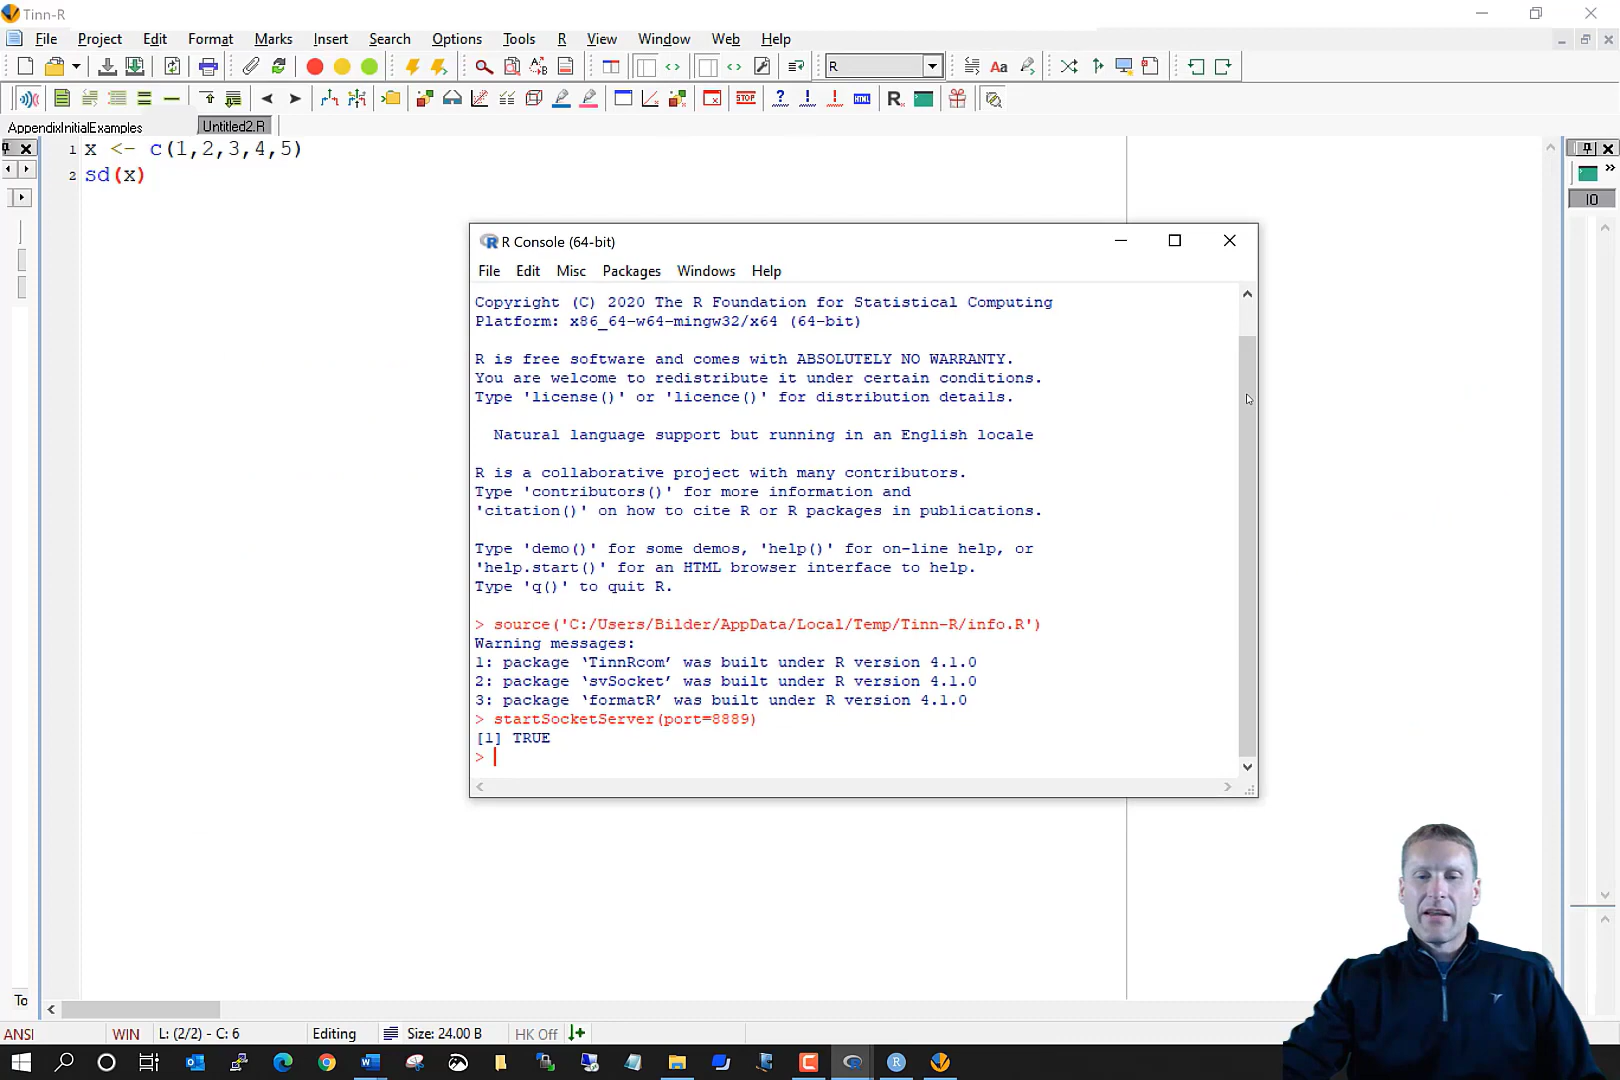 Tinn-R
File Project Edit Format Marks Insert Search Options Tools R View Window Web Help
R
Aa
STOP ? ! ! R
AppendixInitialExamples Untitled2.R
1 x <- c(1,2,3,4,5)
2 sd(x)
IO
R Console (64-bit)
File Edit Misc Packages Windows Help
Copyright (C) 2020 The R Foundation for Statistical Computing
Platform: x86_64-w64-mingw32/x64 (64-bit)
R is free software and comes with ABSOLUTELY NO WARRANTY.
You are welcome to redistribute it under certain conditions.
Type 'license()' or 'licence()' for distribution details.
Natural language support but running in an English locale
R is a collaborative project with many contributors.
Type 'contributors()' for more information and
'citation()' on how to cite R or R packages in publications.
Type 'demo()' for some demos, 'help()' for on-line help, or
'help.start()' for an HTML browser interface to help.
Type 'q()' to quit R.
> source('C:/Users/Bilder/AppData/Local/Temp/Tinn-R/info.R')
Warning messages:
1: package ‘TinnRcom’ was built under R version 4.1.0
2: package ‘svSocket’ was built under R version 4.1.0
3: package ‘formatR’ was built under R version 4.1.0
> startSocketServer(port=8889)
[1] TRUE
>
To
ANSI WIN L: (2/2) - C: 6 Editing Size: 24.00 B HK Off